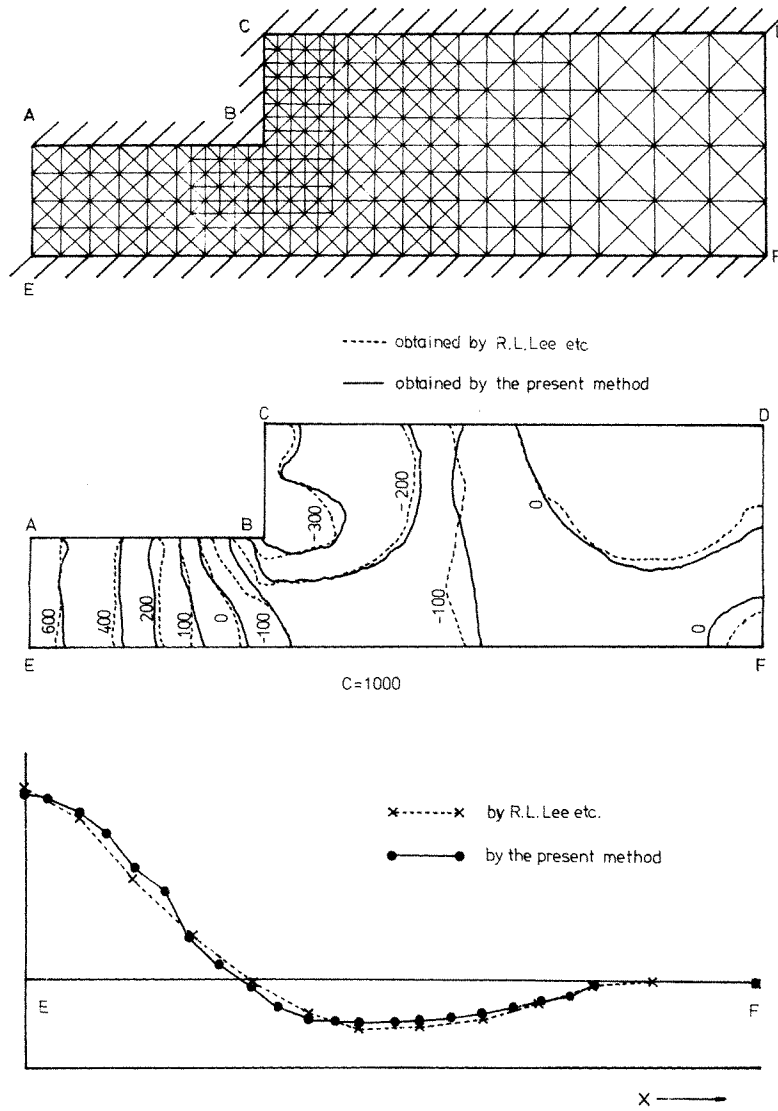 C
A
B
E
F
obtained by R.L.Lee etc
obtained by the present method
C
D
A
B
-300
-200
0
600
400
200
100
0
-100
-100
0
E
F
C=1000
by R.L.Lee etc.
by the present method
E
F
X